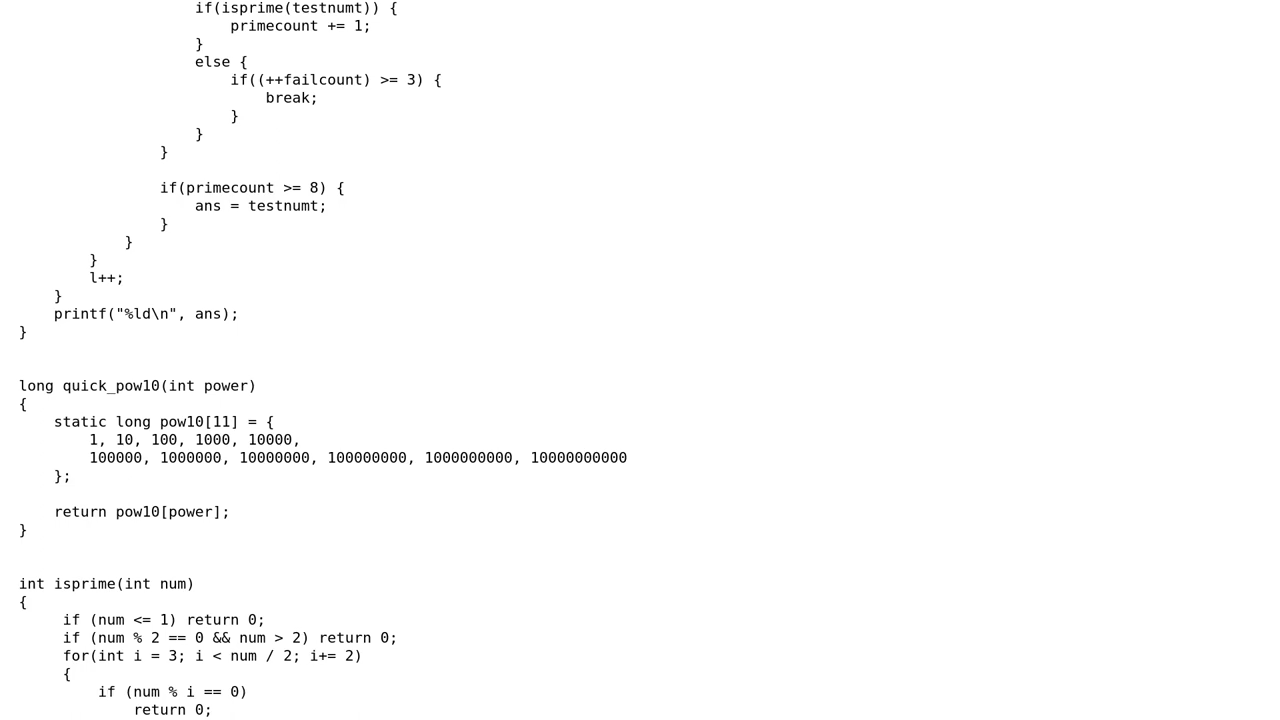 if(isprime(testnumt)) {
                        primecount += 1;
                    }
                    else {
                        if((++failcount) >= 3) {
                            break;
                        }
                    }
                }

                if(primecount >= 8) {
                    ans = testnumt;
                }
            }
        }
        l++;
    }
    printf("%ld\n", ans);
}


long quick_pow10(int power)
{
    static long pow10[11] = {
        1, 10, 100, 1000, 10000,
        100000, 1000000, 10000000, 100000000, 1000000000, 10000000000
    };

    return pow10[power];
}


int isprime(int num)
{
     if (num <= 1) return 0;
     if (num % 2 == 0 && num > 2) return 0;
     for(int i = 3; i < num / 2; i+= 2)
     {
         if (num % i == 0)
             return 0;